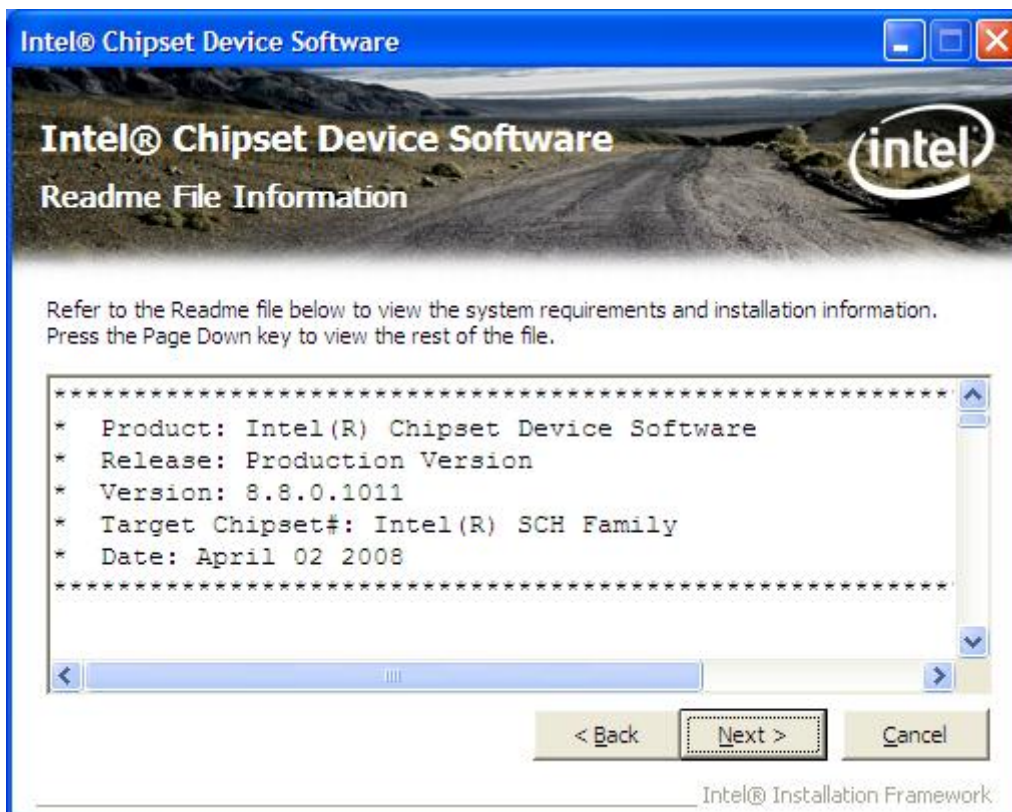 Intel® Chipset Device Software
Intel® Chipset Device Software
intel
Readme File Information
Refer to the Readme file below to view the system requirements and installation information.
Press the Page Down key to view the rest of the file.
*********************************************************
* Product: Intel(R) Chipset Device Software
* Release: Production Version
* Version: 8.8.0.1011
* Target Chipset#: Intel(R) SCH Family
* Date: April 02 2008
*********************************************************
< Back
Next >
Cancel
Intel® Installation Framework